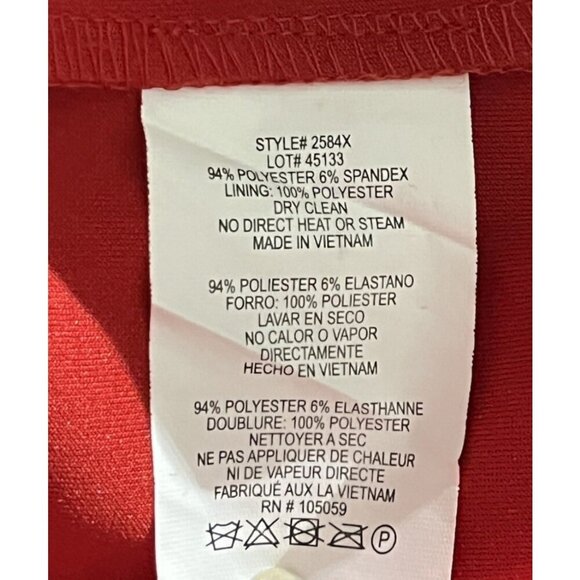 STYLE# 2584X
LOT# 45133
94% POLYESTER 6% SPANDEX
LINING: 100% POLYESTER
DRY CLEAN
NO DIRECT HEAT OR STEAM
MADE IN VIETNAM
94% POLIESTER 6% ELASTANO
FORRO: 100% POLIESTER
LAVAR EN SECO
NO CALOR O VAPOR
DIRECTAMENTE
HECHO EN VIETNAM
94% POLYESTER 6% ELASTHANNE
DOUBLURE: 100% POLYESTER
NETTOYER A SEC
NE PAS APPLIQUER DE CHALEUR
NI DE VAPEUR DIRECTE
FABRIQUÉ AUX LA VIETNAM
RN # 105059
P